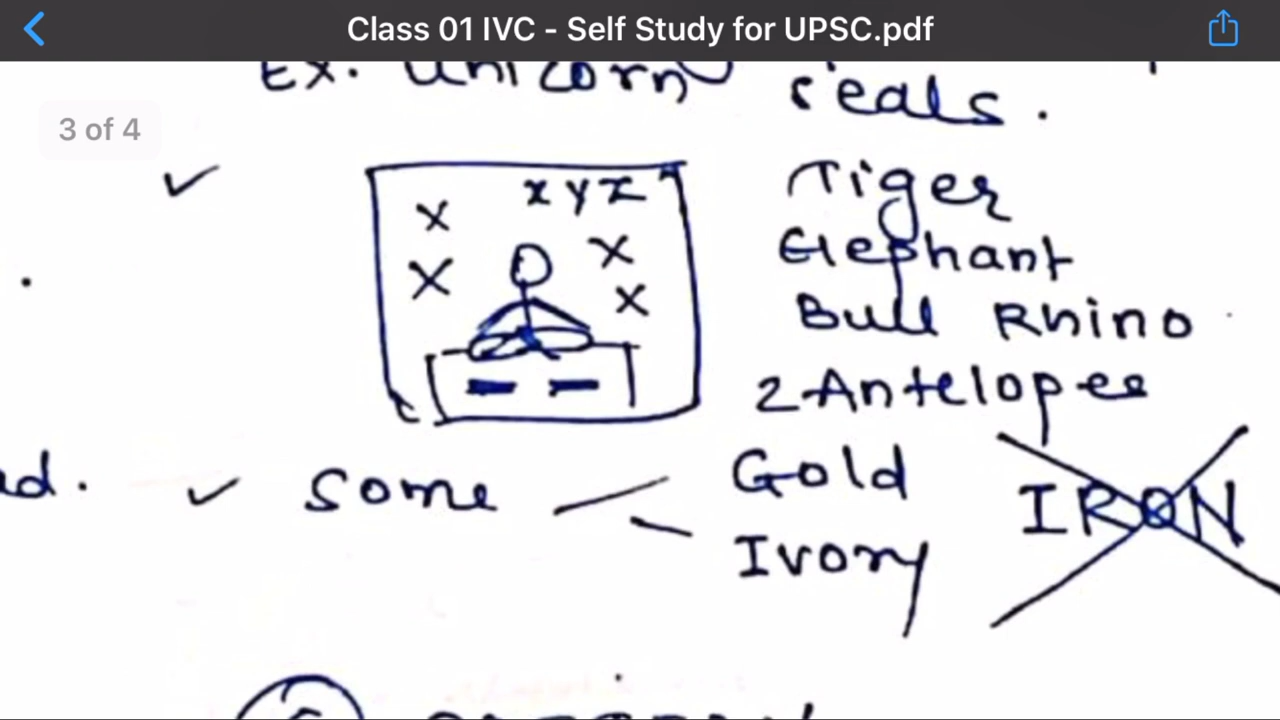 Class 01 IVC - Self Study for UPSC.pdf
Ex. Unicorn seals.
3 of 4
x y z
x x
x x
Tiger
Elephant
Bull Rhino
2 Antelopes
ed.
Some
Gold
Ivory
IRON